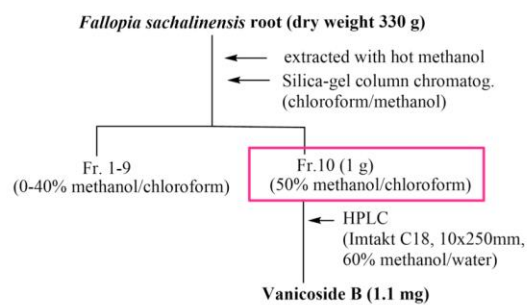 Fallopia sachalinensis root (dry weight 330 g)
extracted with hot methanol
Silica-gel column chromatog.
(chloroform/methanol)
Fr. 1-9
(0-40% methanol/chloroform)
Fr.10 (1 g)
(50% methanol/chloroform)
HPLC
(Imtakt C18, 10x250mm,
60% methanol/water)
Vanicoside B (1.1 mg)